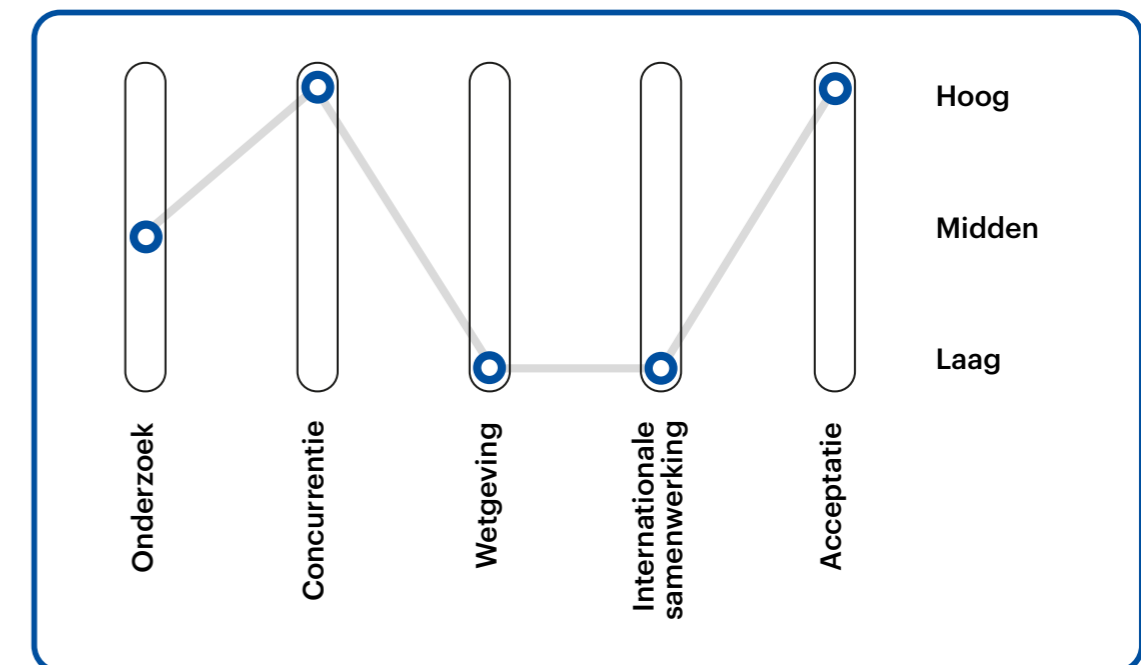 Hoog
Midden
Laag
Onderzoek
Concurrentie
Wetgeving
Internationale
samenwerking
Acceptatie